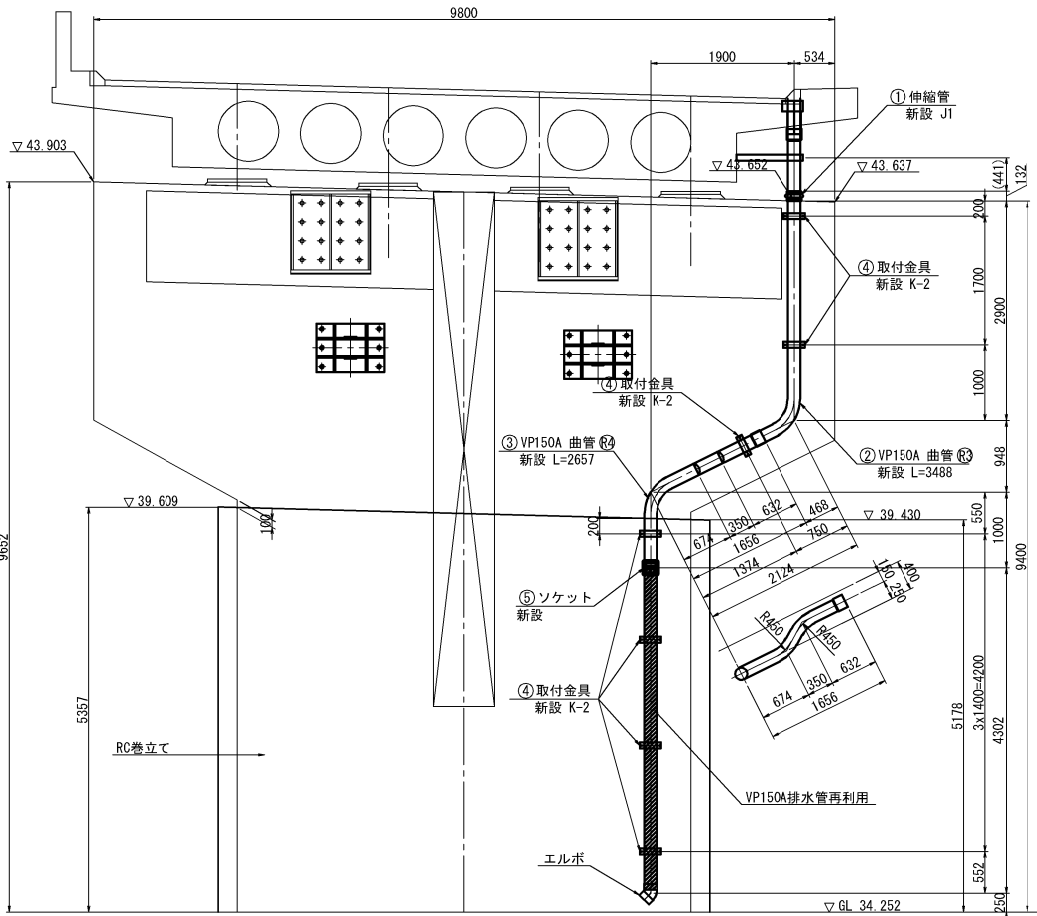 9800
1900
534
① 伸縮管
新設 J1
▽ 43.903
▽ 43.652
▽ 43.637
(441)
132
200
④ 取付金具
新設 K-2
1700
2900
1000
④ 取付金具
新設 K-2
③ VP150A 曲管 R4
新設 L=2657
② VP150A 曲管 R3
新設 L=3488
948
▽ 39.609
100
200
674
350
632
468
1656
750
1374
2124
▽ 39.430
550
1000
9652
9400
⑤ ソケット
新設
150
400
250
R450
R450
674
350
632
1656
④ 取付金具
新設 K-2
5357
5178
3x1400=4200
4302
RC巻立て
VP150A排水管再利用
エルボ
552
250
▽ GL 34.252